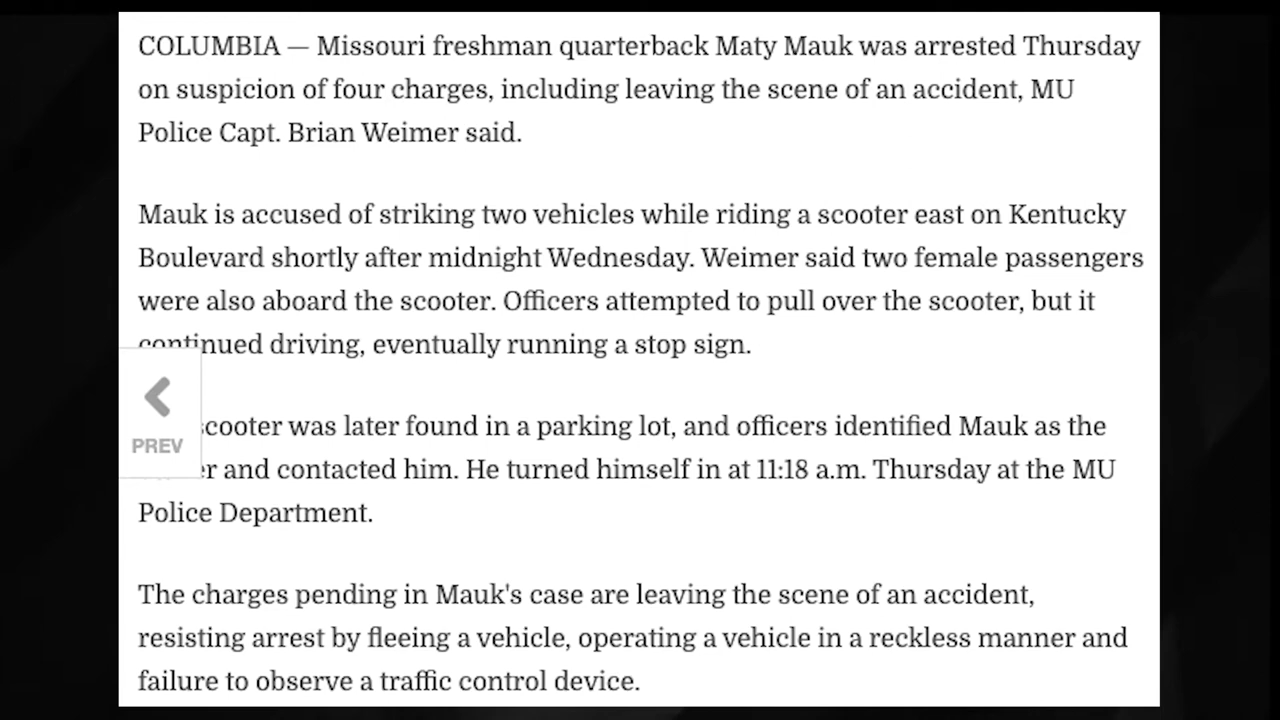 COLUMBIA — Missouri freshman quarterback Maty Mauk was arrested Thursday
on suspicion of four charges, including leaving the scene of an accident, MU
Police Capt. Brian Weimer said.
Mauk is accused of striking two vehicles while riding a scooter east on Kentucky
Boulevard shortly after midnight Wednesday. Weimer said two female passengers
were also aboard the scooter. Officers attempted to pull over the scooter, but it
continued driving, eventually running a stop sign.
scooter was later found in a parking lot, and officers identified Mauk as the
and contacted him. He turned himself in at 11:18 a.m. Thursday at the MU
Police Department.
PREV
The charges pending in Mauk's case are leaving the scene of an accident,
resisting arrest by fleeing a vehicle, operating a vehicle in a reckless manner and
failure to observe a traffic control device.